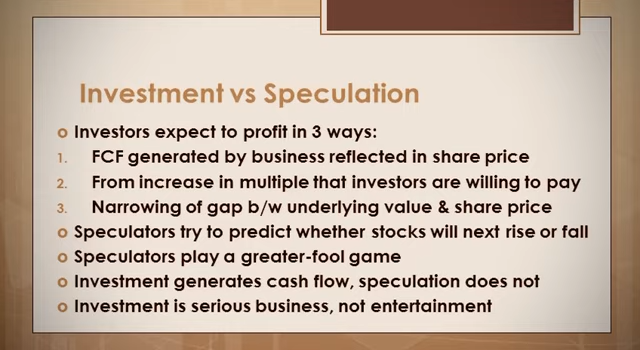 Investment vs Speculation
o Investors expect to profit in 3 ways:
1. FCF generated by business reflected in share price
2. From increase in multiple that investors are willing to pay
3. Narrowing of gap b/w underlying value & share price
o Speculators try to predict whether stocks will next rise or fall
o Speculators play a greater-fool game
o Investment generates cash flow, speculation does not
o Investment is serious business, not entertainment